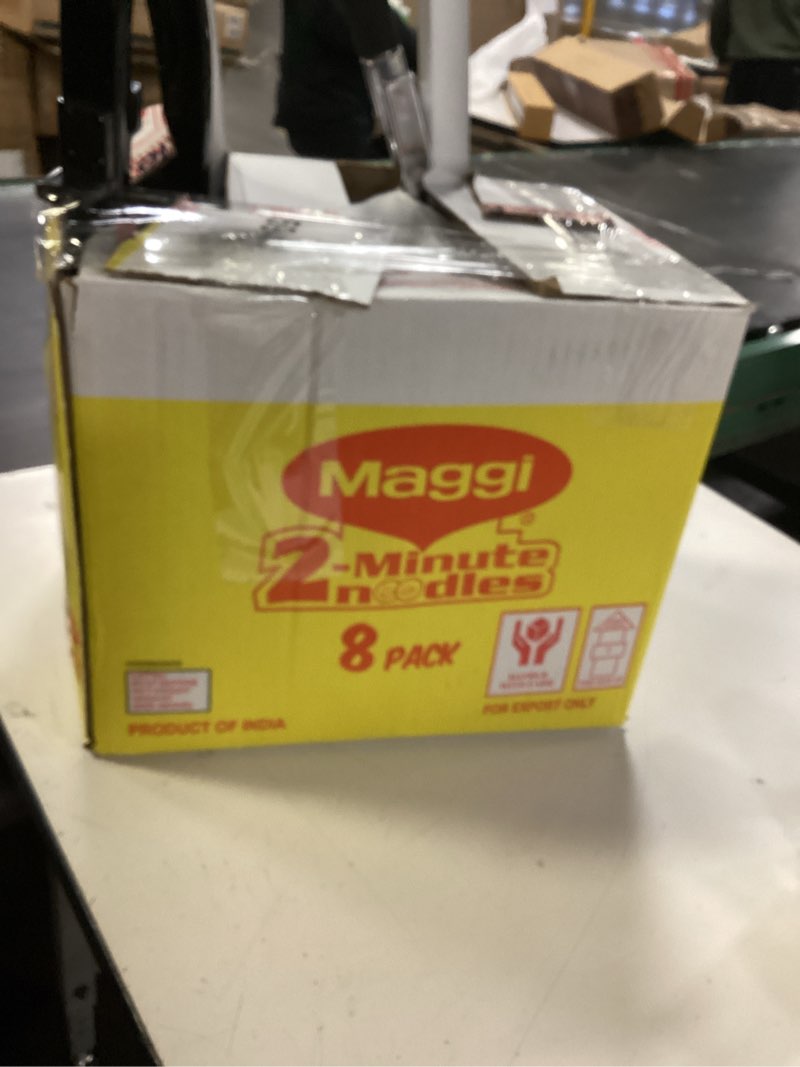 Maggi
2-Minute
noodles
8 PACK
PRODUCT OF INDIA
FOR EXPORT ONLY